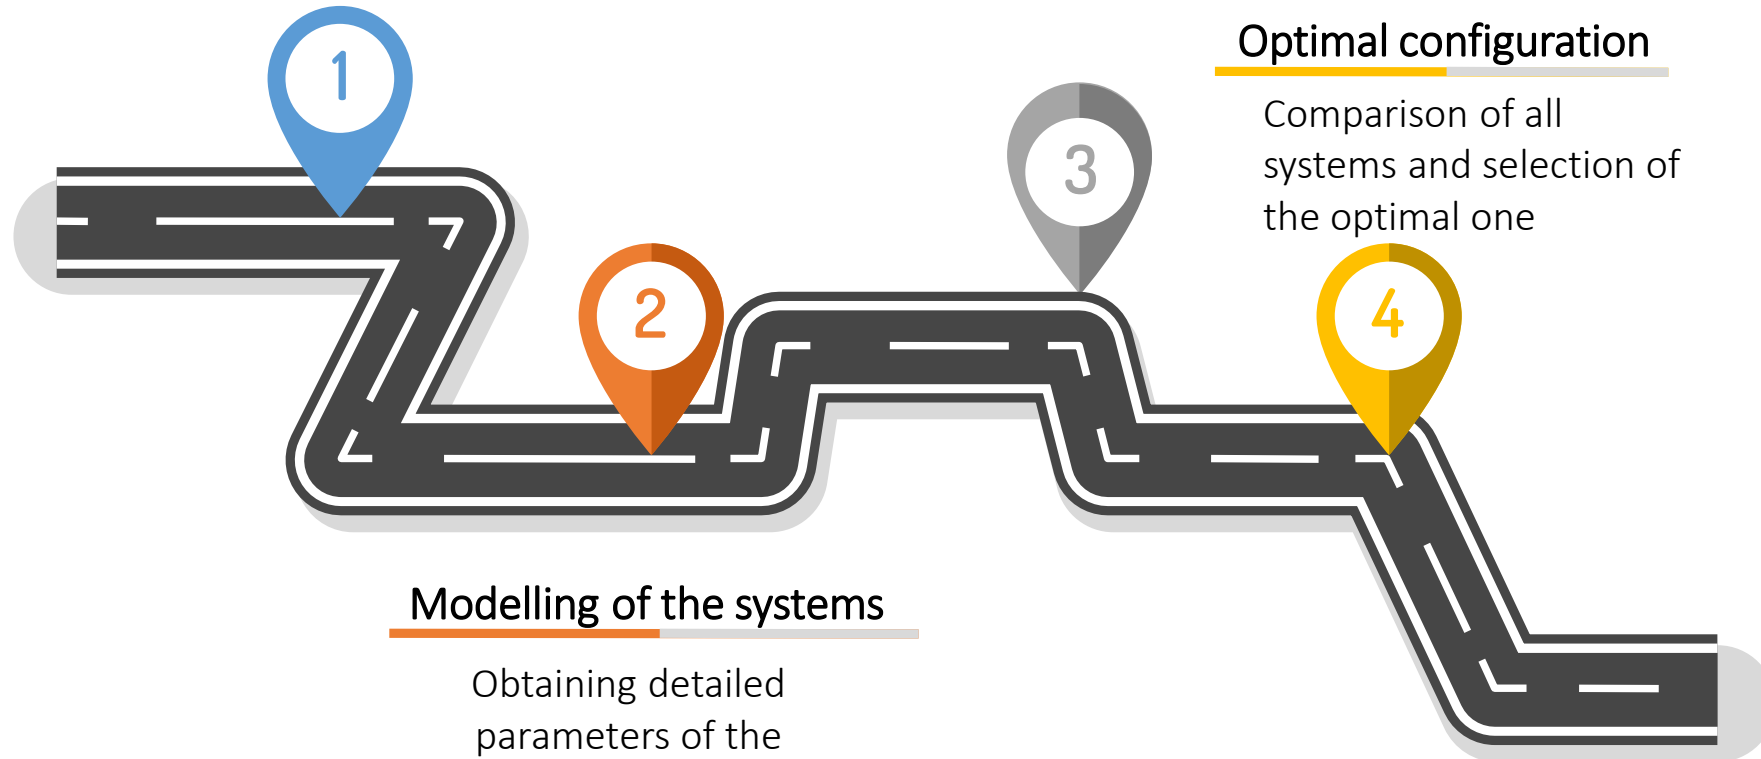 1
Optimal configuration
Comparison of all
systems and selection of
the optimal one
3
2
4
Modelling of the systems
Obtaining detailed
parameters of the